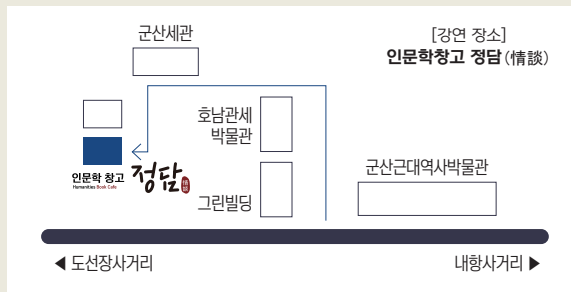 [강연 장소]
인문학창고 정담(情談)
군산세관
호남관세
박물관
군산근대역사박물관
인문학 창고
Humanities Book Cafe
정담
情談
그린빌딩
◀ 도선장사거리
내항사거리 ▶